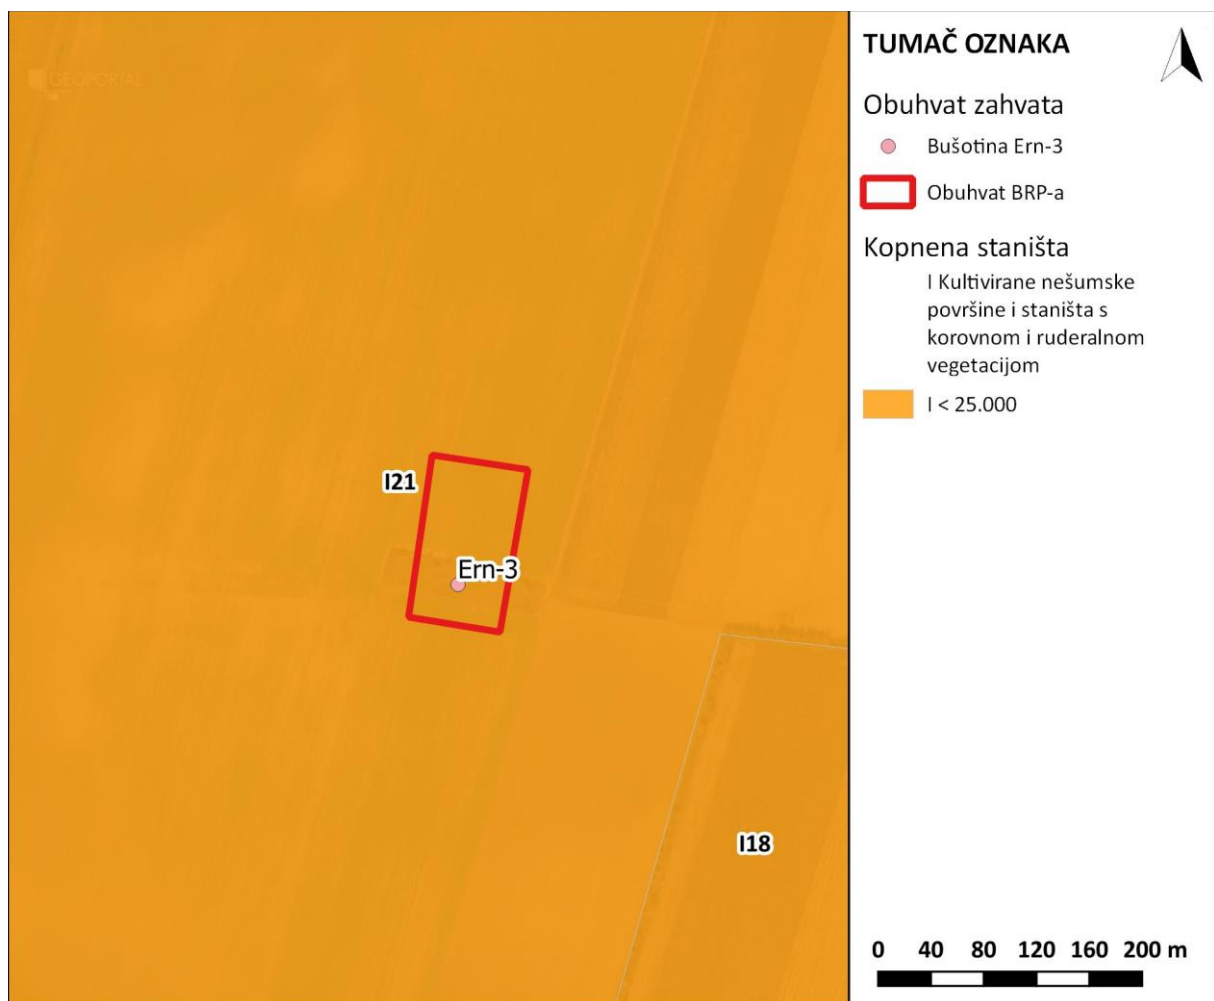 GEOPORTAL
I21
Ern-3
I18
TUMAČ OZNAKA
Obuhvat zahvata
Bušotina Ern-3
Obuhvat BRP-a
Kopnena staništa
I Kultivirane nešumske
površine i staništa s
korovnom i ruderalnom
vegetacijom
I < 25.000
0 40 80 120 160 200 m